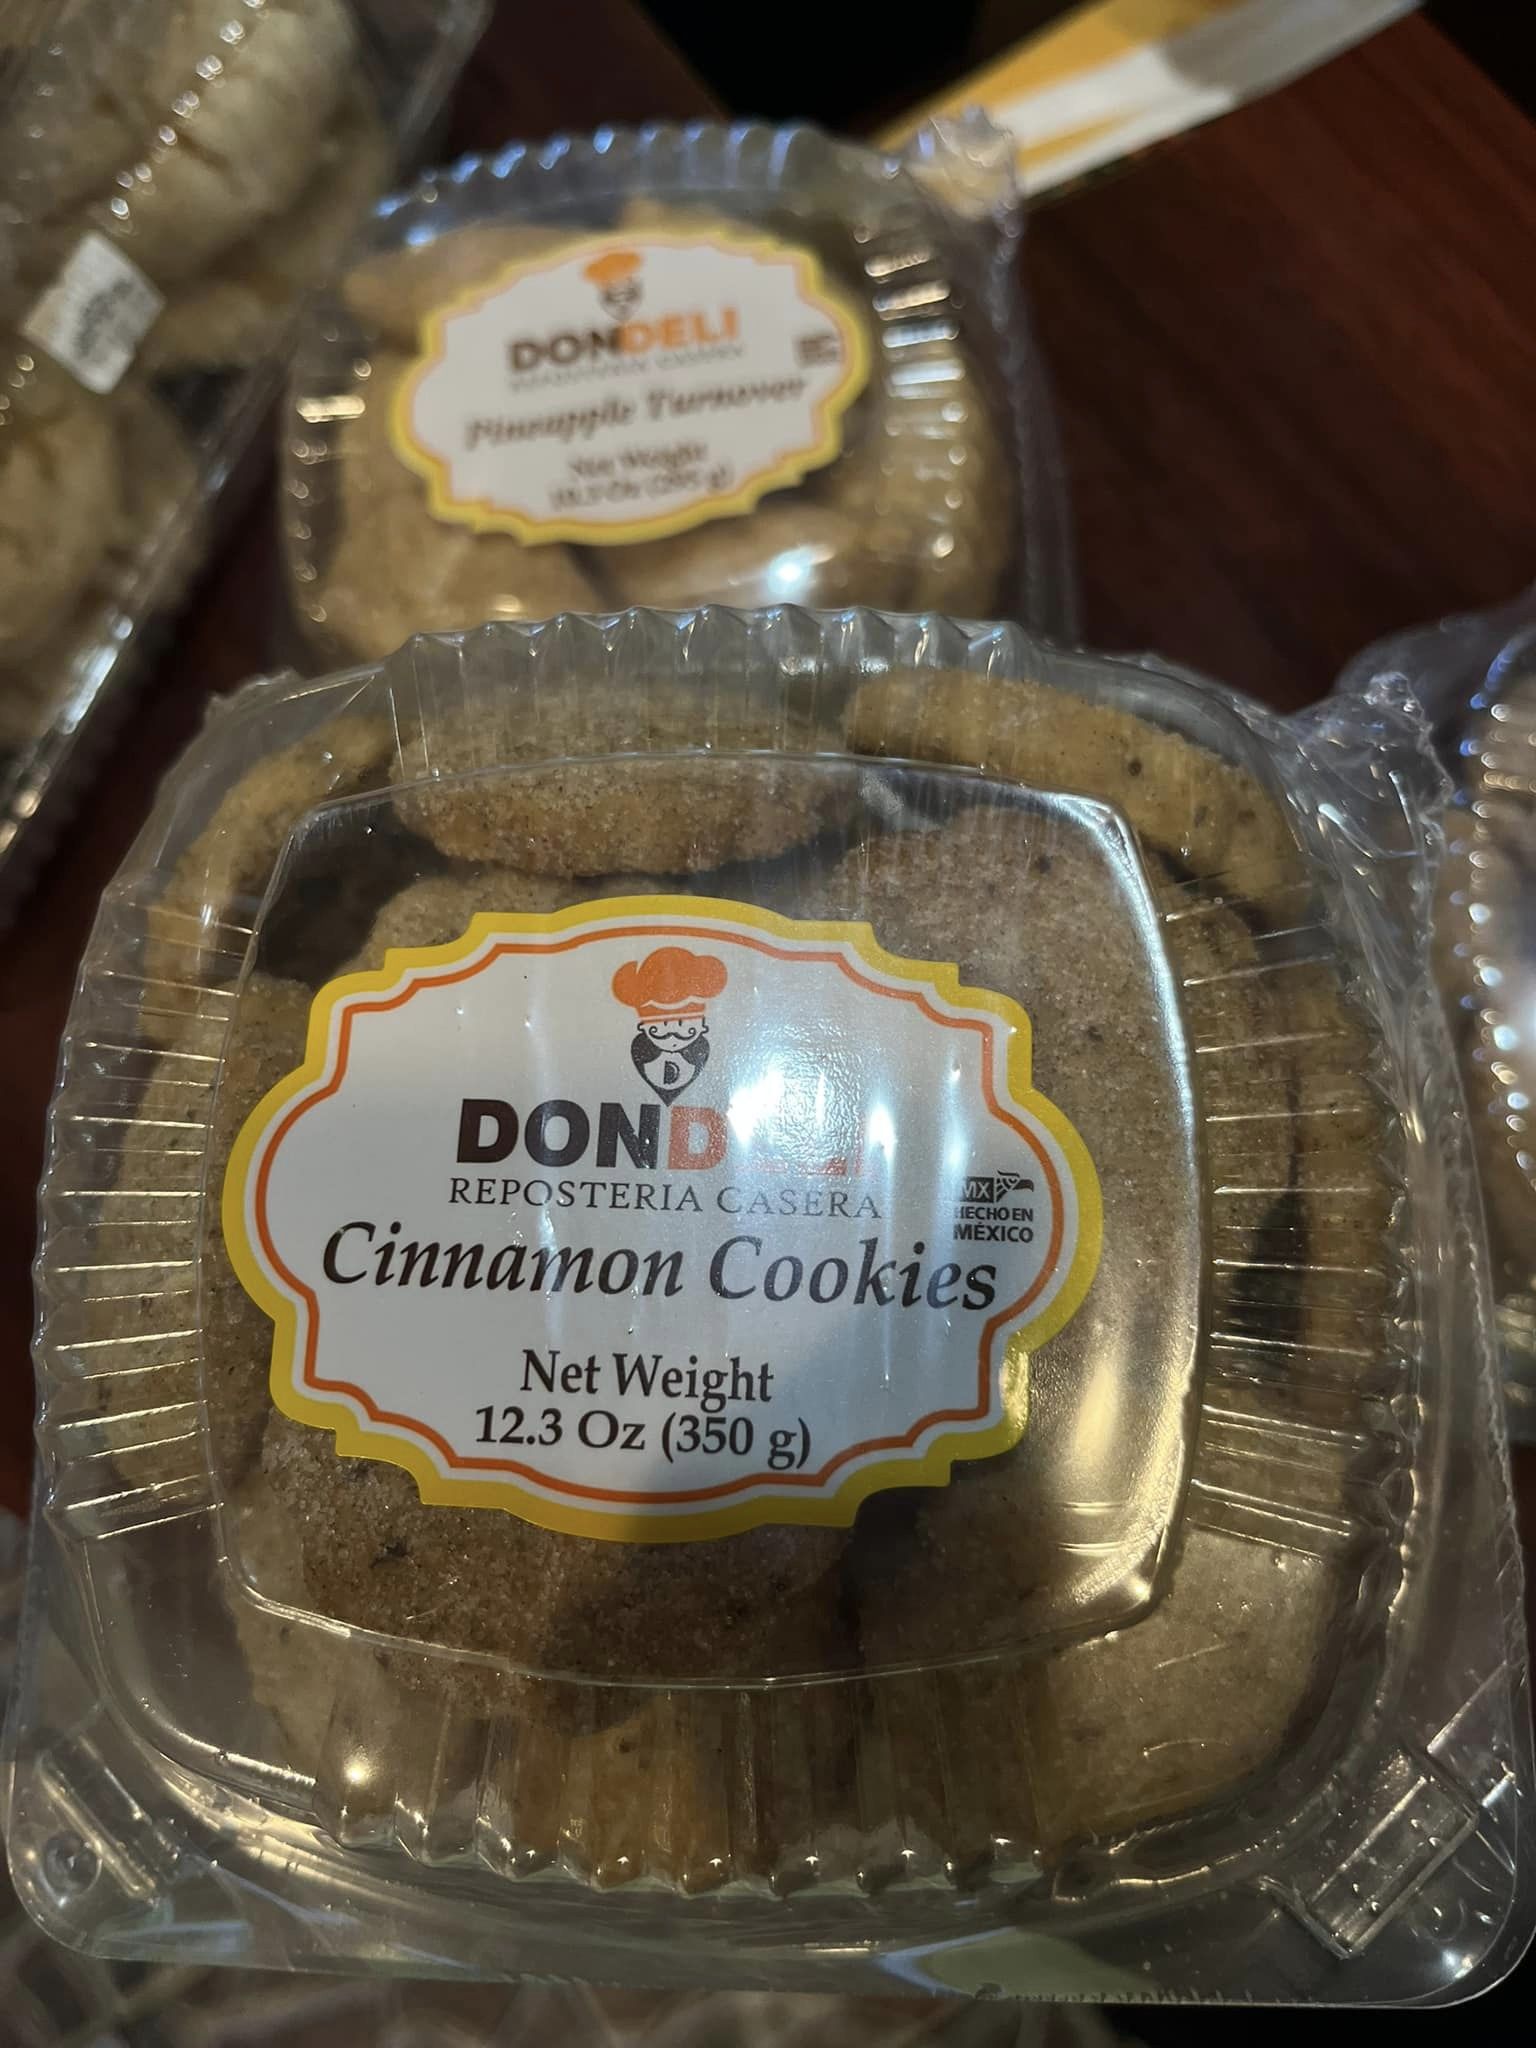 DONDELI
Pineapple Turnover
Net Weight
D
DONDELI
REPOSTERIA CASERA
MX
HECHO EN
MÉXICO
Cinnamon Cookies
Net Weight
12.3 Oz (350 g)